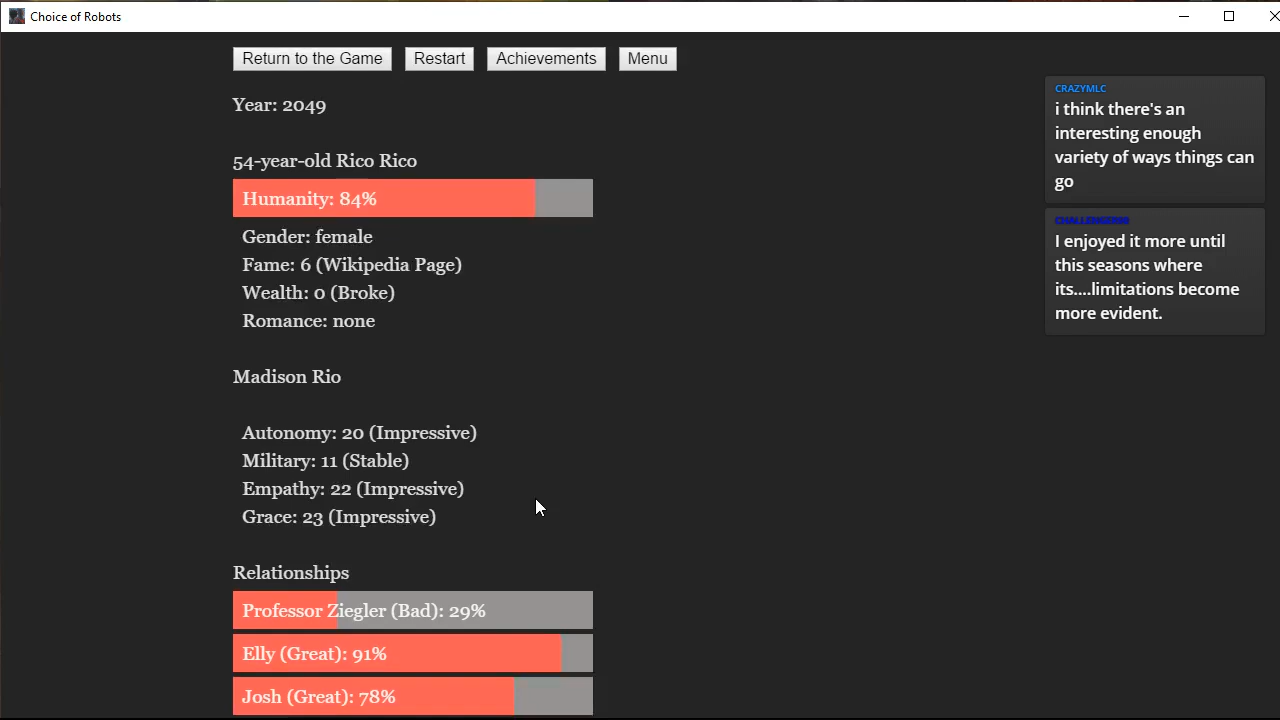 Choice of Robots
Return to the Game
Restart
Achievements
Menu
Year: 2049
54-year-old Rico Rico
Humanity: 84%
Gender: female
Fame: 6 (Wikipedia Page)
Wealth: 0 (Broke)
Romance: none
Madison Rio
Autonomy: 20 (Impressive)
Military: 11 (Stable)
Empathy: 22 (Impressive)
Grace: 23 (Impressive)
Relationships
Professor Ziegler (Bad): 29%
Elly (Great): 91%
Josh (Great): 78%
CRAZYMLC
i think there's an
interesting enough
variety of ways things can
go
I enjoyed it more until
this seasons where
its....limitations become
more evident.